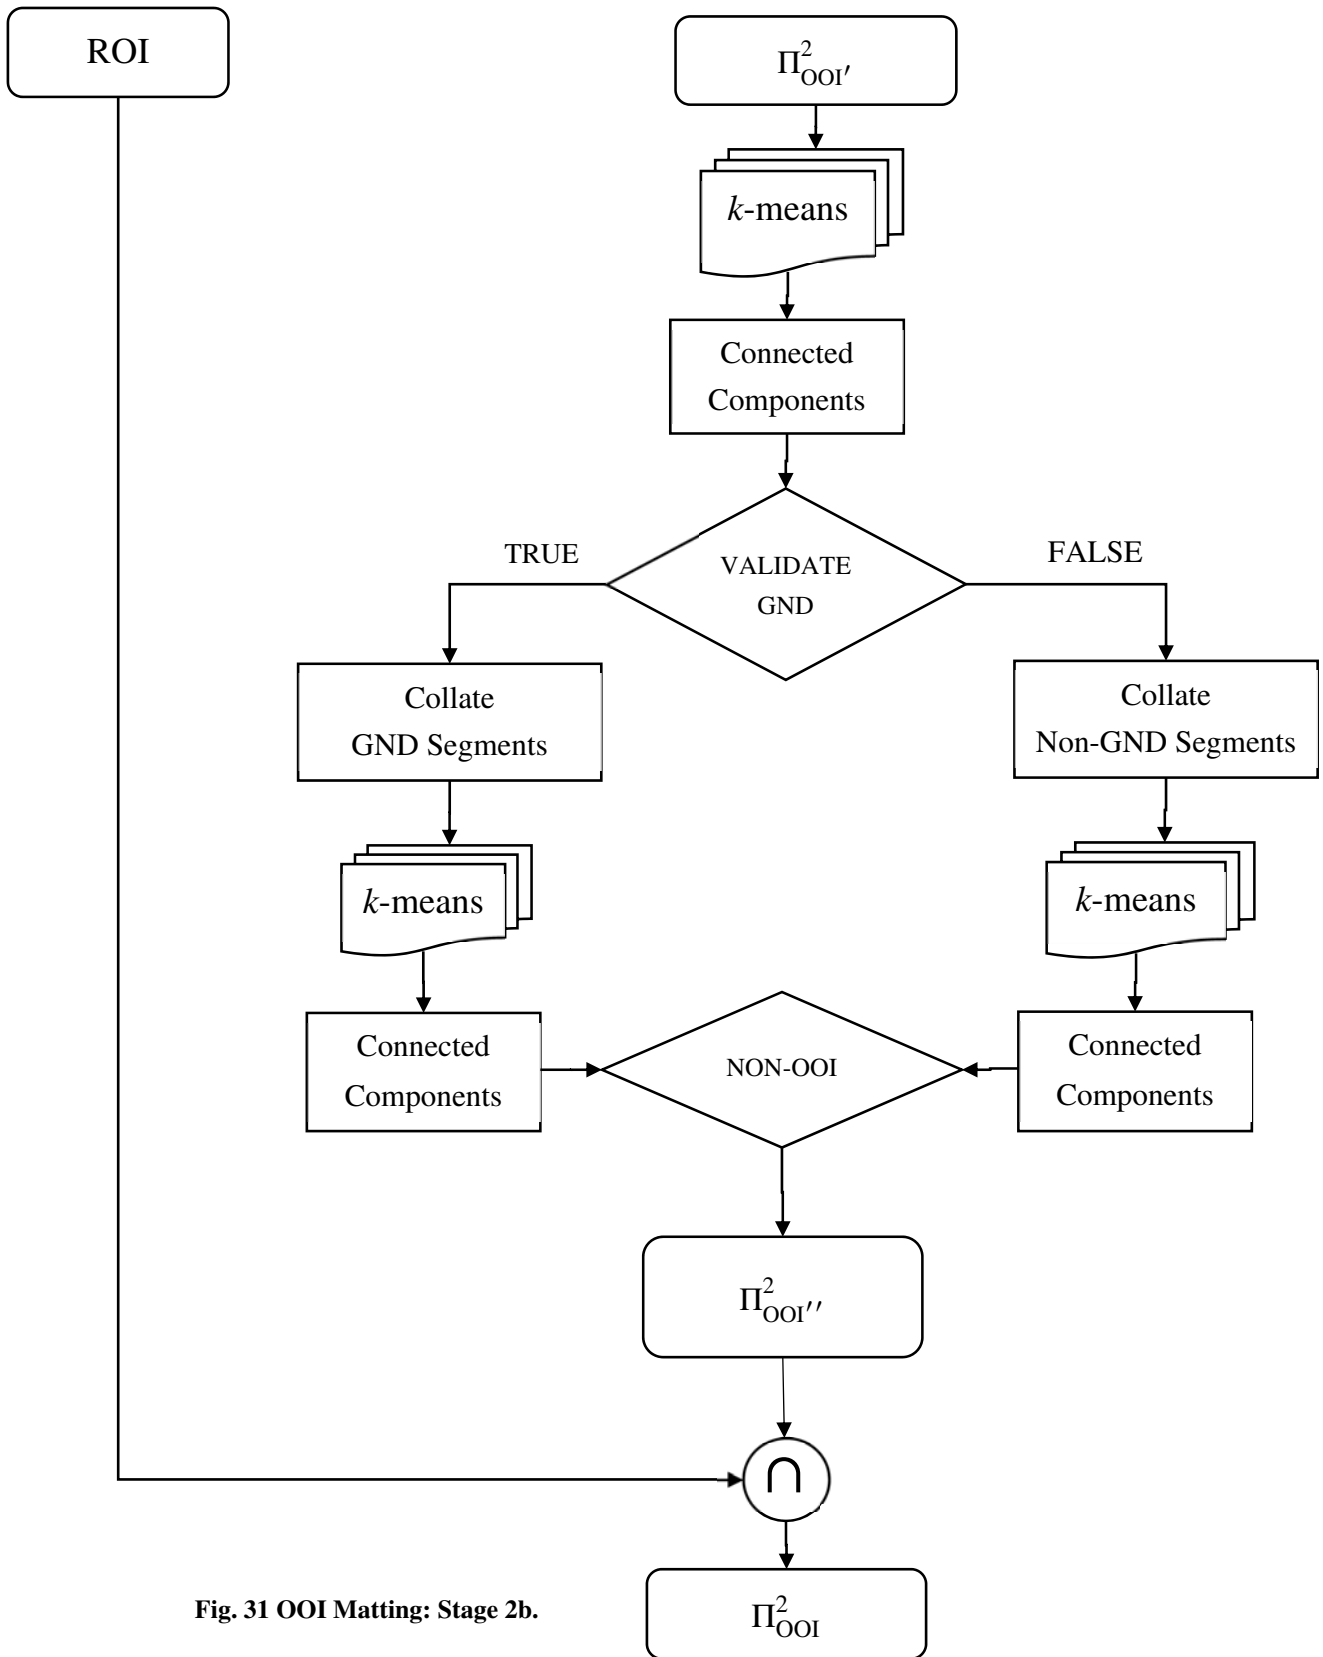 ROI
Π²OOI′
k-means
Connected
Components
TRUE
FALSE
VALIDATE
GND
Collate
GND Segments
Collate
Non-GND Segments
k-means
k-means
Connected
Components
NON-OOI
Connected
Components
Π²OOI′′
∩
Π²OOI
Fig. 31 OOI Matting: Stage 2b.